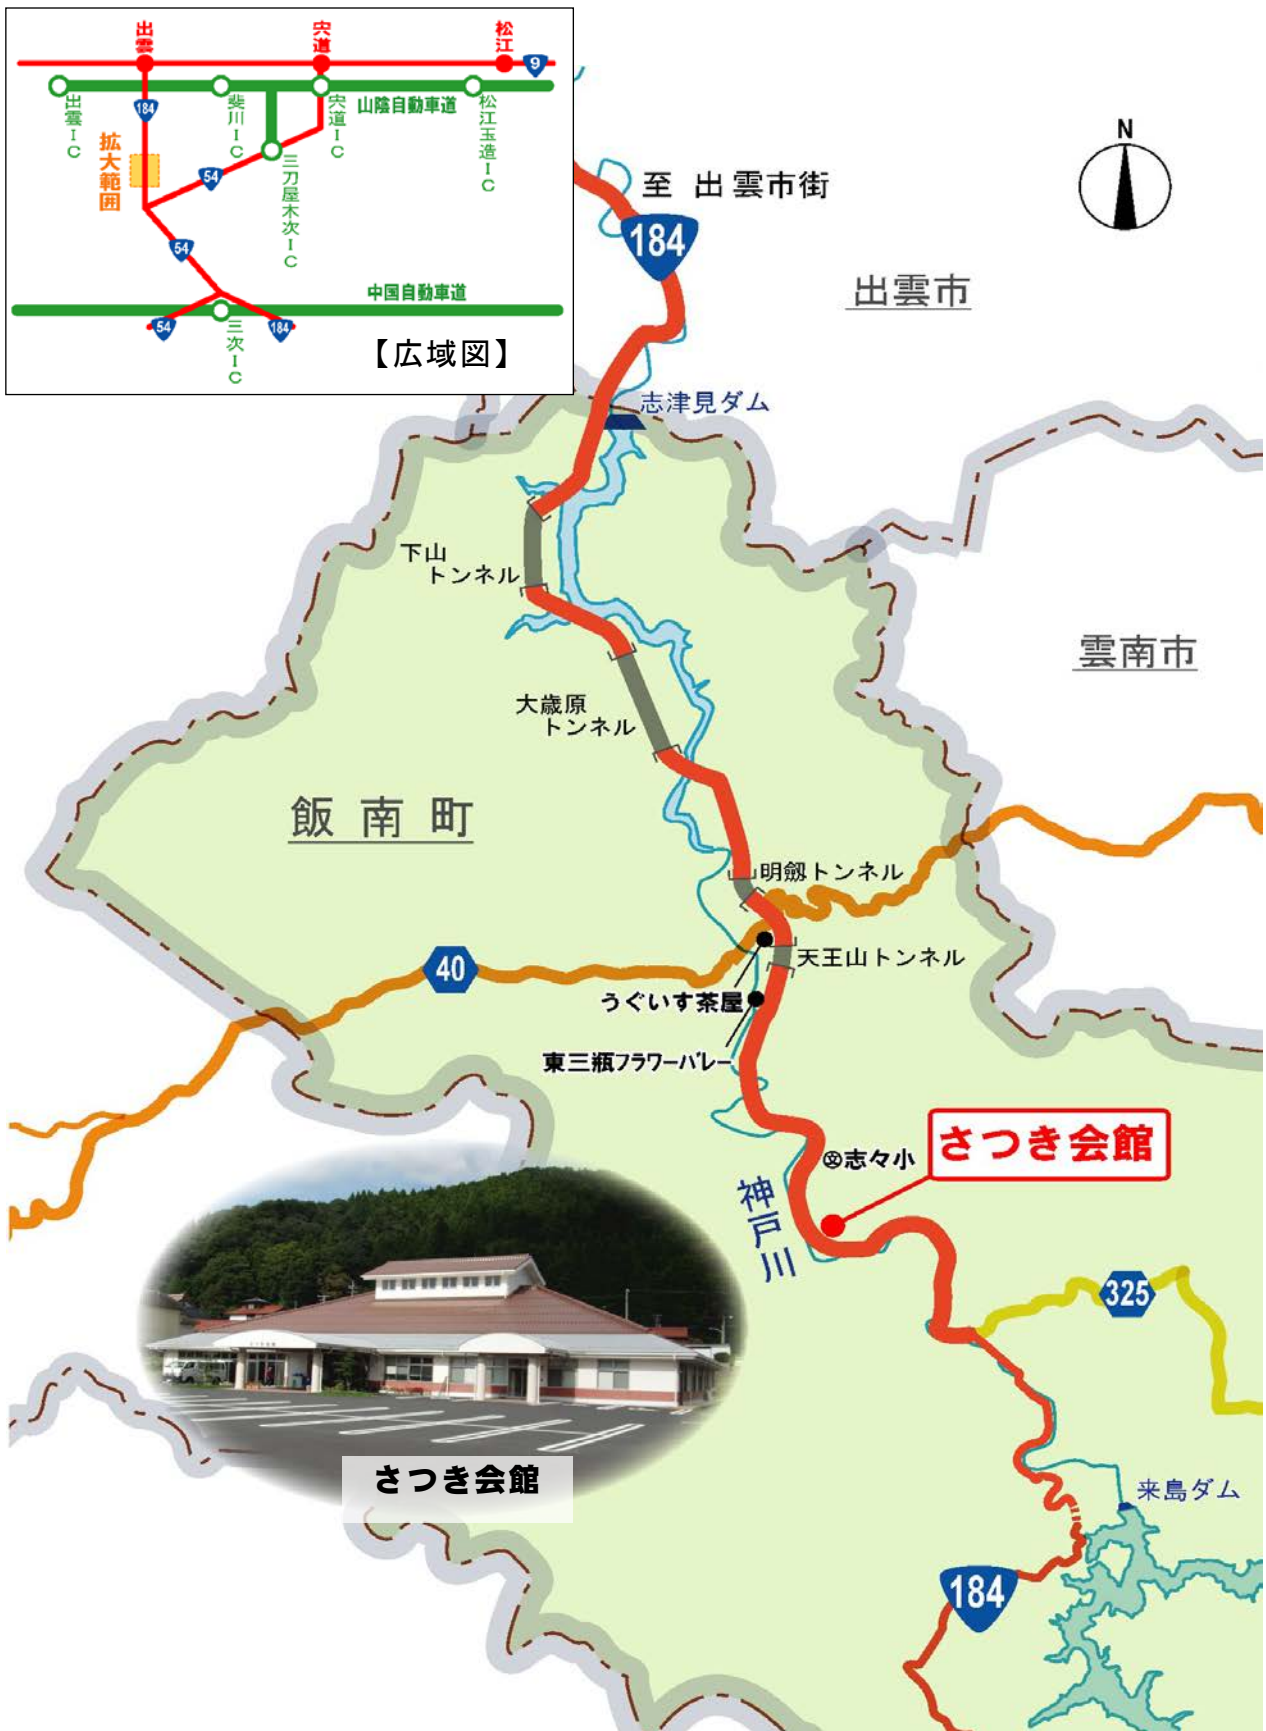 出雲
宍道
松江
9
出雲IC
184
斐川IC
宍道IC
山陰自動車道
松江玉造IC
拡大範囲
54
三刀屋木次IC
54
中国自動車道
54
三次IC
184
【広域図】
N
至 出雲市街
184
出雲市
志津見ダム
下山
トンネル
雲南市
大歳原
トンネル
飯南町
明剱トンネル
40
天王山トンネル
うぐいす茶屋
東三瓶フラワーバレー
さつき会館
文志々小
神戸川
325
さつき会館
来島ダム
184